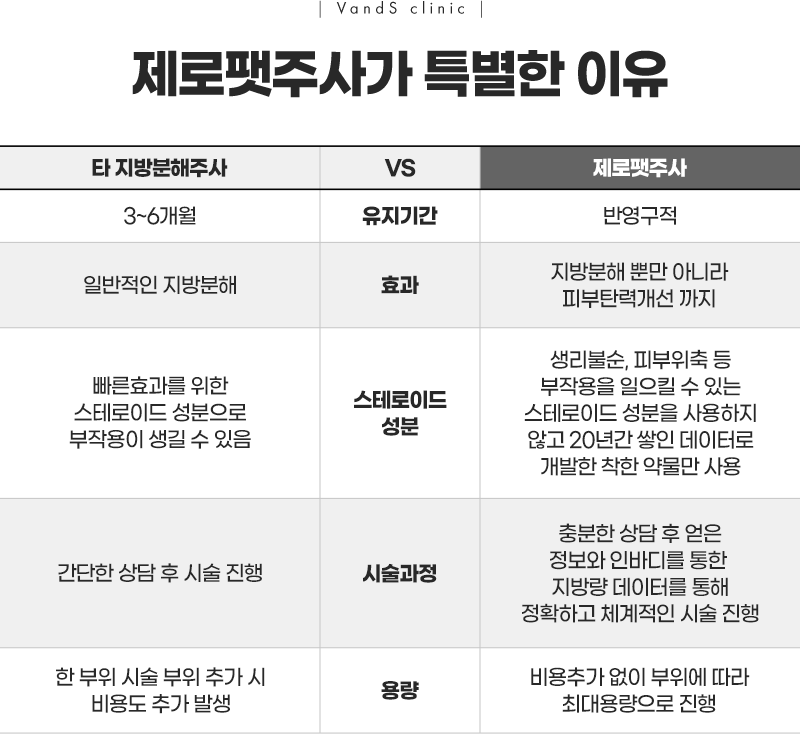 | VandS clinic |
제로팻주사가 특별한 이유
타 지방분해주사
VS
제로팻주사
3~6개월
유지기간
반영구적
일반적인 지방분해
효과
지방분해 뿐만 아니라
피부탄력개선 까지
빠른효과를 위한
스테로이드 성분으로
부작용이 생길 수 있음
스테로이드
성분
생리불순, 피부위축 등
부작용을 일으킬 수 있는
스테로이드 성분을 사용하지
않고 20년간 쌓인 데이터로
개발한 착한 약물만 사용
간단한 상담 후 시술 진행
시술과정
충분한 상담 후 얻은
정보와 인바디를 통한
지방량 데이터를 통해
정확하고 체계적인 시술 진행
한 부위 시술 부위 추가 시
비용도 추가 발생
용량
비용추가 없이 부위에 따라
최대용량으로 진행